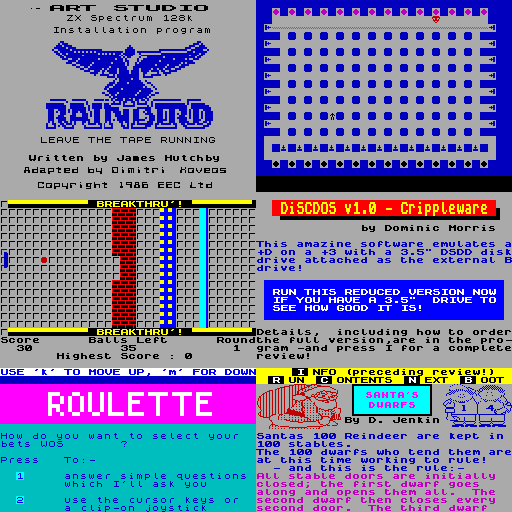 ART STUDIO
ZX Spectrum 128k
Installation program
RAINBIRD
LEAVE THE TAPE RUNNING
Written by James Hutchby
Adapted by Dimitri Koveos
Copyright 1986 EEC Ltd
BREAKTHRU'!
BREAKTHRU'!
Score Balls Left Round
30 35 1
Highest Score : 0
DiSCDOS v1.0 - Crippleware
by Dominic Morris
This amazine software emulates a
+D on a +3 with a 3.5" DSDD disk
drive attached as the external B
drive!
RUN THIS REDUCED VERSION NOW
IF YOU HAVE A 3.5" DRIVE TO
SEE HOW GOOD IT IS!
Details, including how to order
the full version,are in the pro-
gram -and press I for a complete
review!
INFO (preceding review!)
RUN CONTENTS NEXT BOOT
USE 'k' TO MOVE UP, 'm' FOR DOWN
ROULETTE
How do you want to select your
bets WOS ?
Press To:-
1 answer simple questions
which I'll ask you
2 use the cursor keys or
a clip-on joystick
SANTA'S
DWARFS
By D. Jenkin
Santas 100 Reindeer are kept in
100 stables.
The 100 dwarfs who tend them are
at this time working to rule!
- and this is the rule:-
All stable doors are initially
closed; the first dwarf goes
along and opens them all. The
second dwarf then closes every
second door. The third dwarf